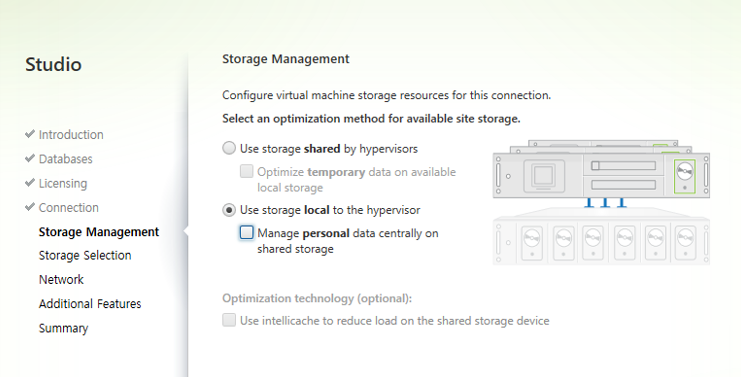 Studio
Introduction
Databases
Licensing
Connection
Storage Management
Storage Selection
Network
Additional Features
Summary
Storage Management
Configure virtual machine storage resources for this connection.
Select an optimization method for available site storage.
Use storage shared by hypervisors
Optimize temporary data on available
local storage
Use storage local to the hypervisor
Manage personal data centrally on
shared storage
Optimization technology (optional):
Use intellicache to reduce load on the shared storage device